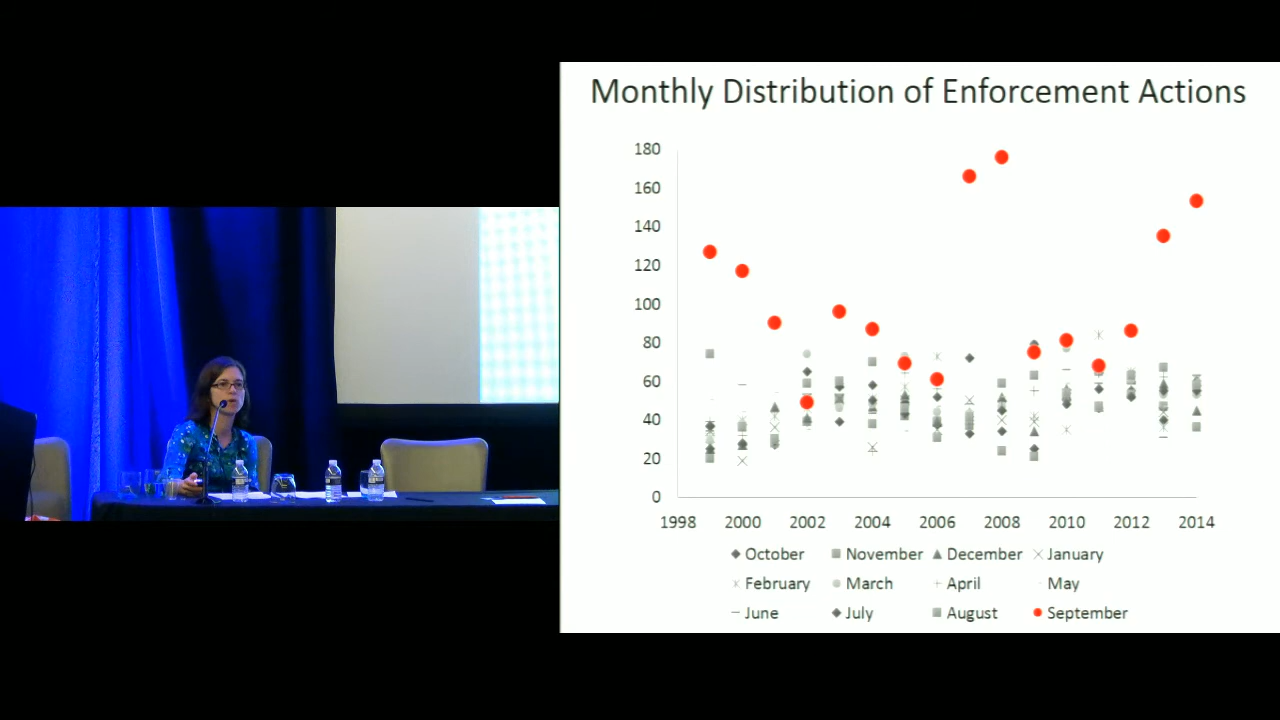 Monthly Distribution of Enforcement Actions
180
160
140
120
100
80
60
40
20
0
1998 2000 2002 2004 2006 2008 2010 2012 2014
October November December January
February March April May
June July August September